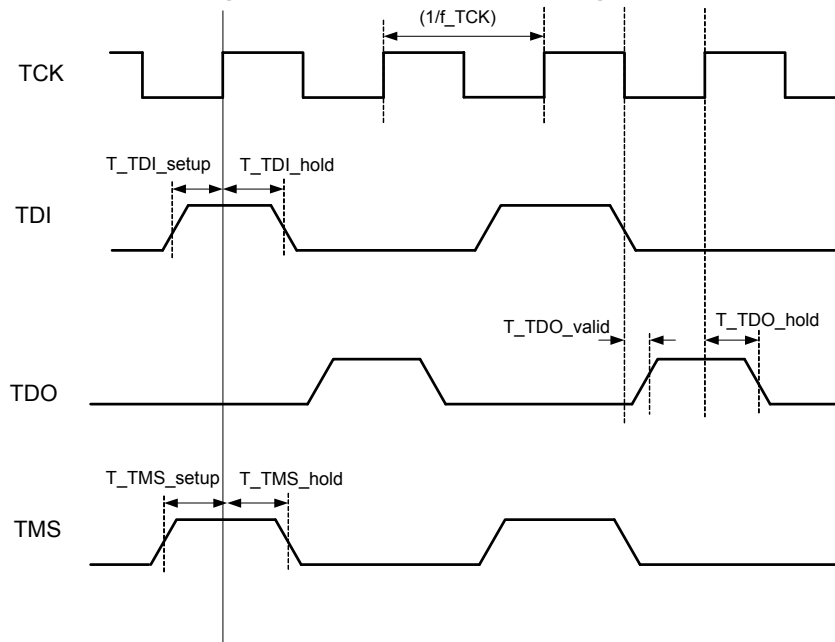 (1/f_TCK)
TCK
T_TDI_setup T_TDI_hold
TDI
T_TDO_valid T_TDO_hold
TDO
T_TMS_setup T_TMS_hold
TMS